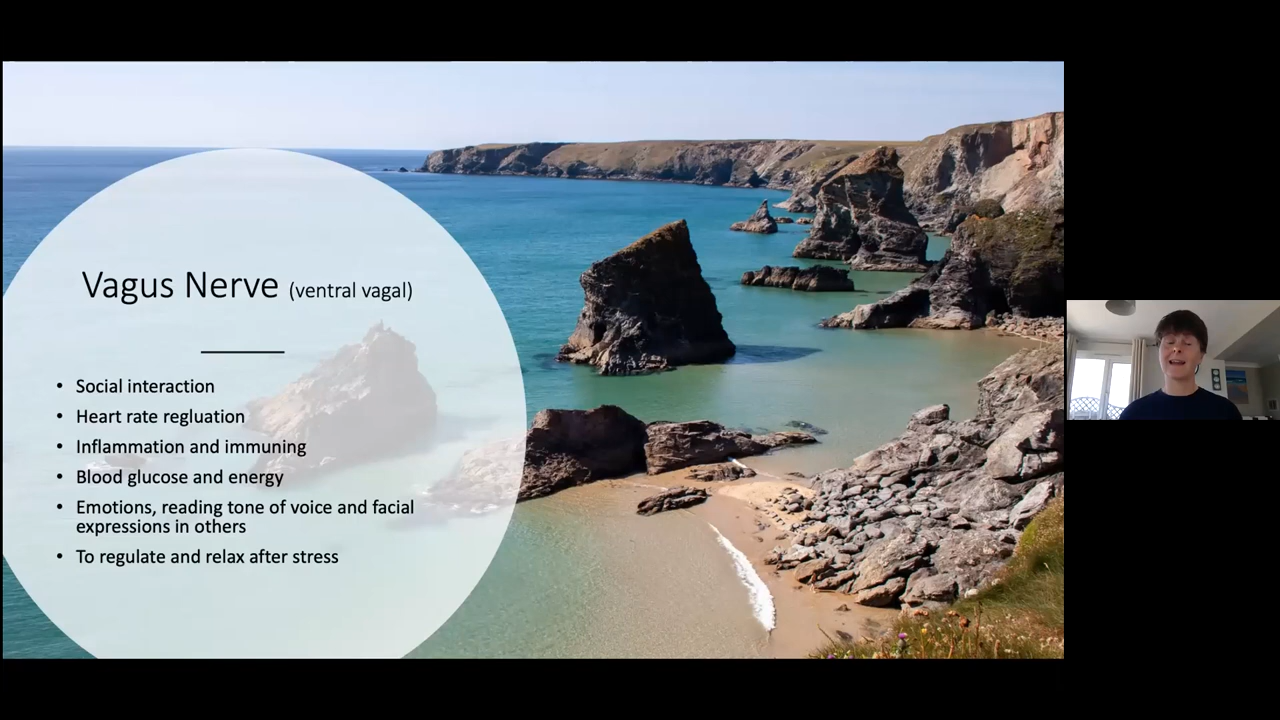 Vagus Nerve (ventral vagal)
• Social interaction
• Heart rate regluation
• Inflammation and immuning
• Blood glucose and energy
• Emotions, reading tone of voice and facial
expressions in others
• To regulate and relax after stress